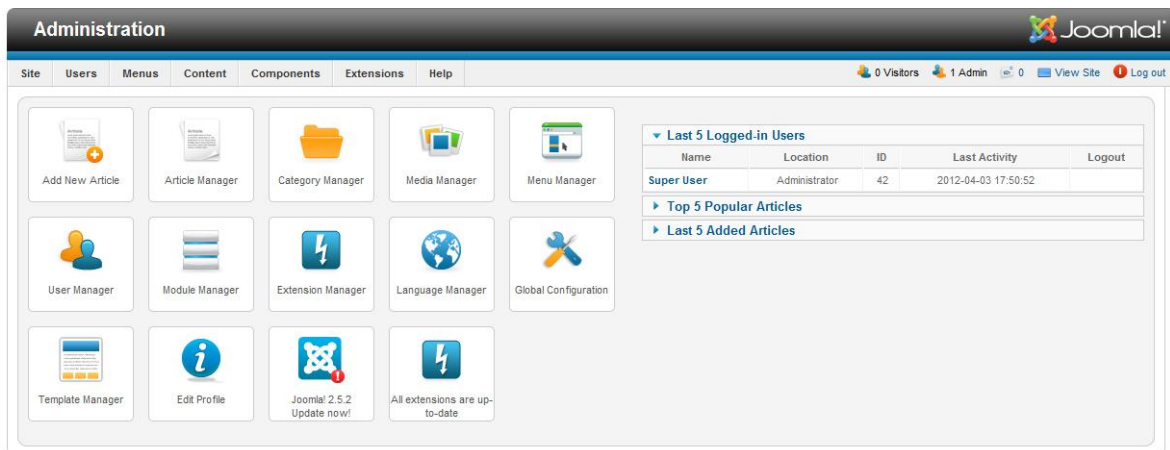 Administration
Joomla!
Site Users Menus Content Components Extensions Help
0 Visitors 1 Admin 0 View Site Log out
Add New Article
Article Manager
Category Manager
Media Manager
Menu Manager
User Manager
Module Manager
Extension Manager
Language Manager
Global Configuration
Template Manager
Edit Profile
Joomla! 2.5.2
Update now!
All extensions are up-
to-date
Last 5 Logged-in Users
Name Location ID Last Activity Logout
Super User Administrator 42 2012-04-03 17:50:52
Top 5 Popular Articles
Last 5 Added Articles